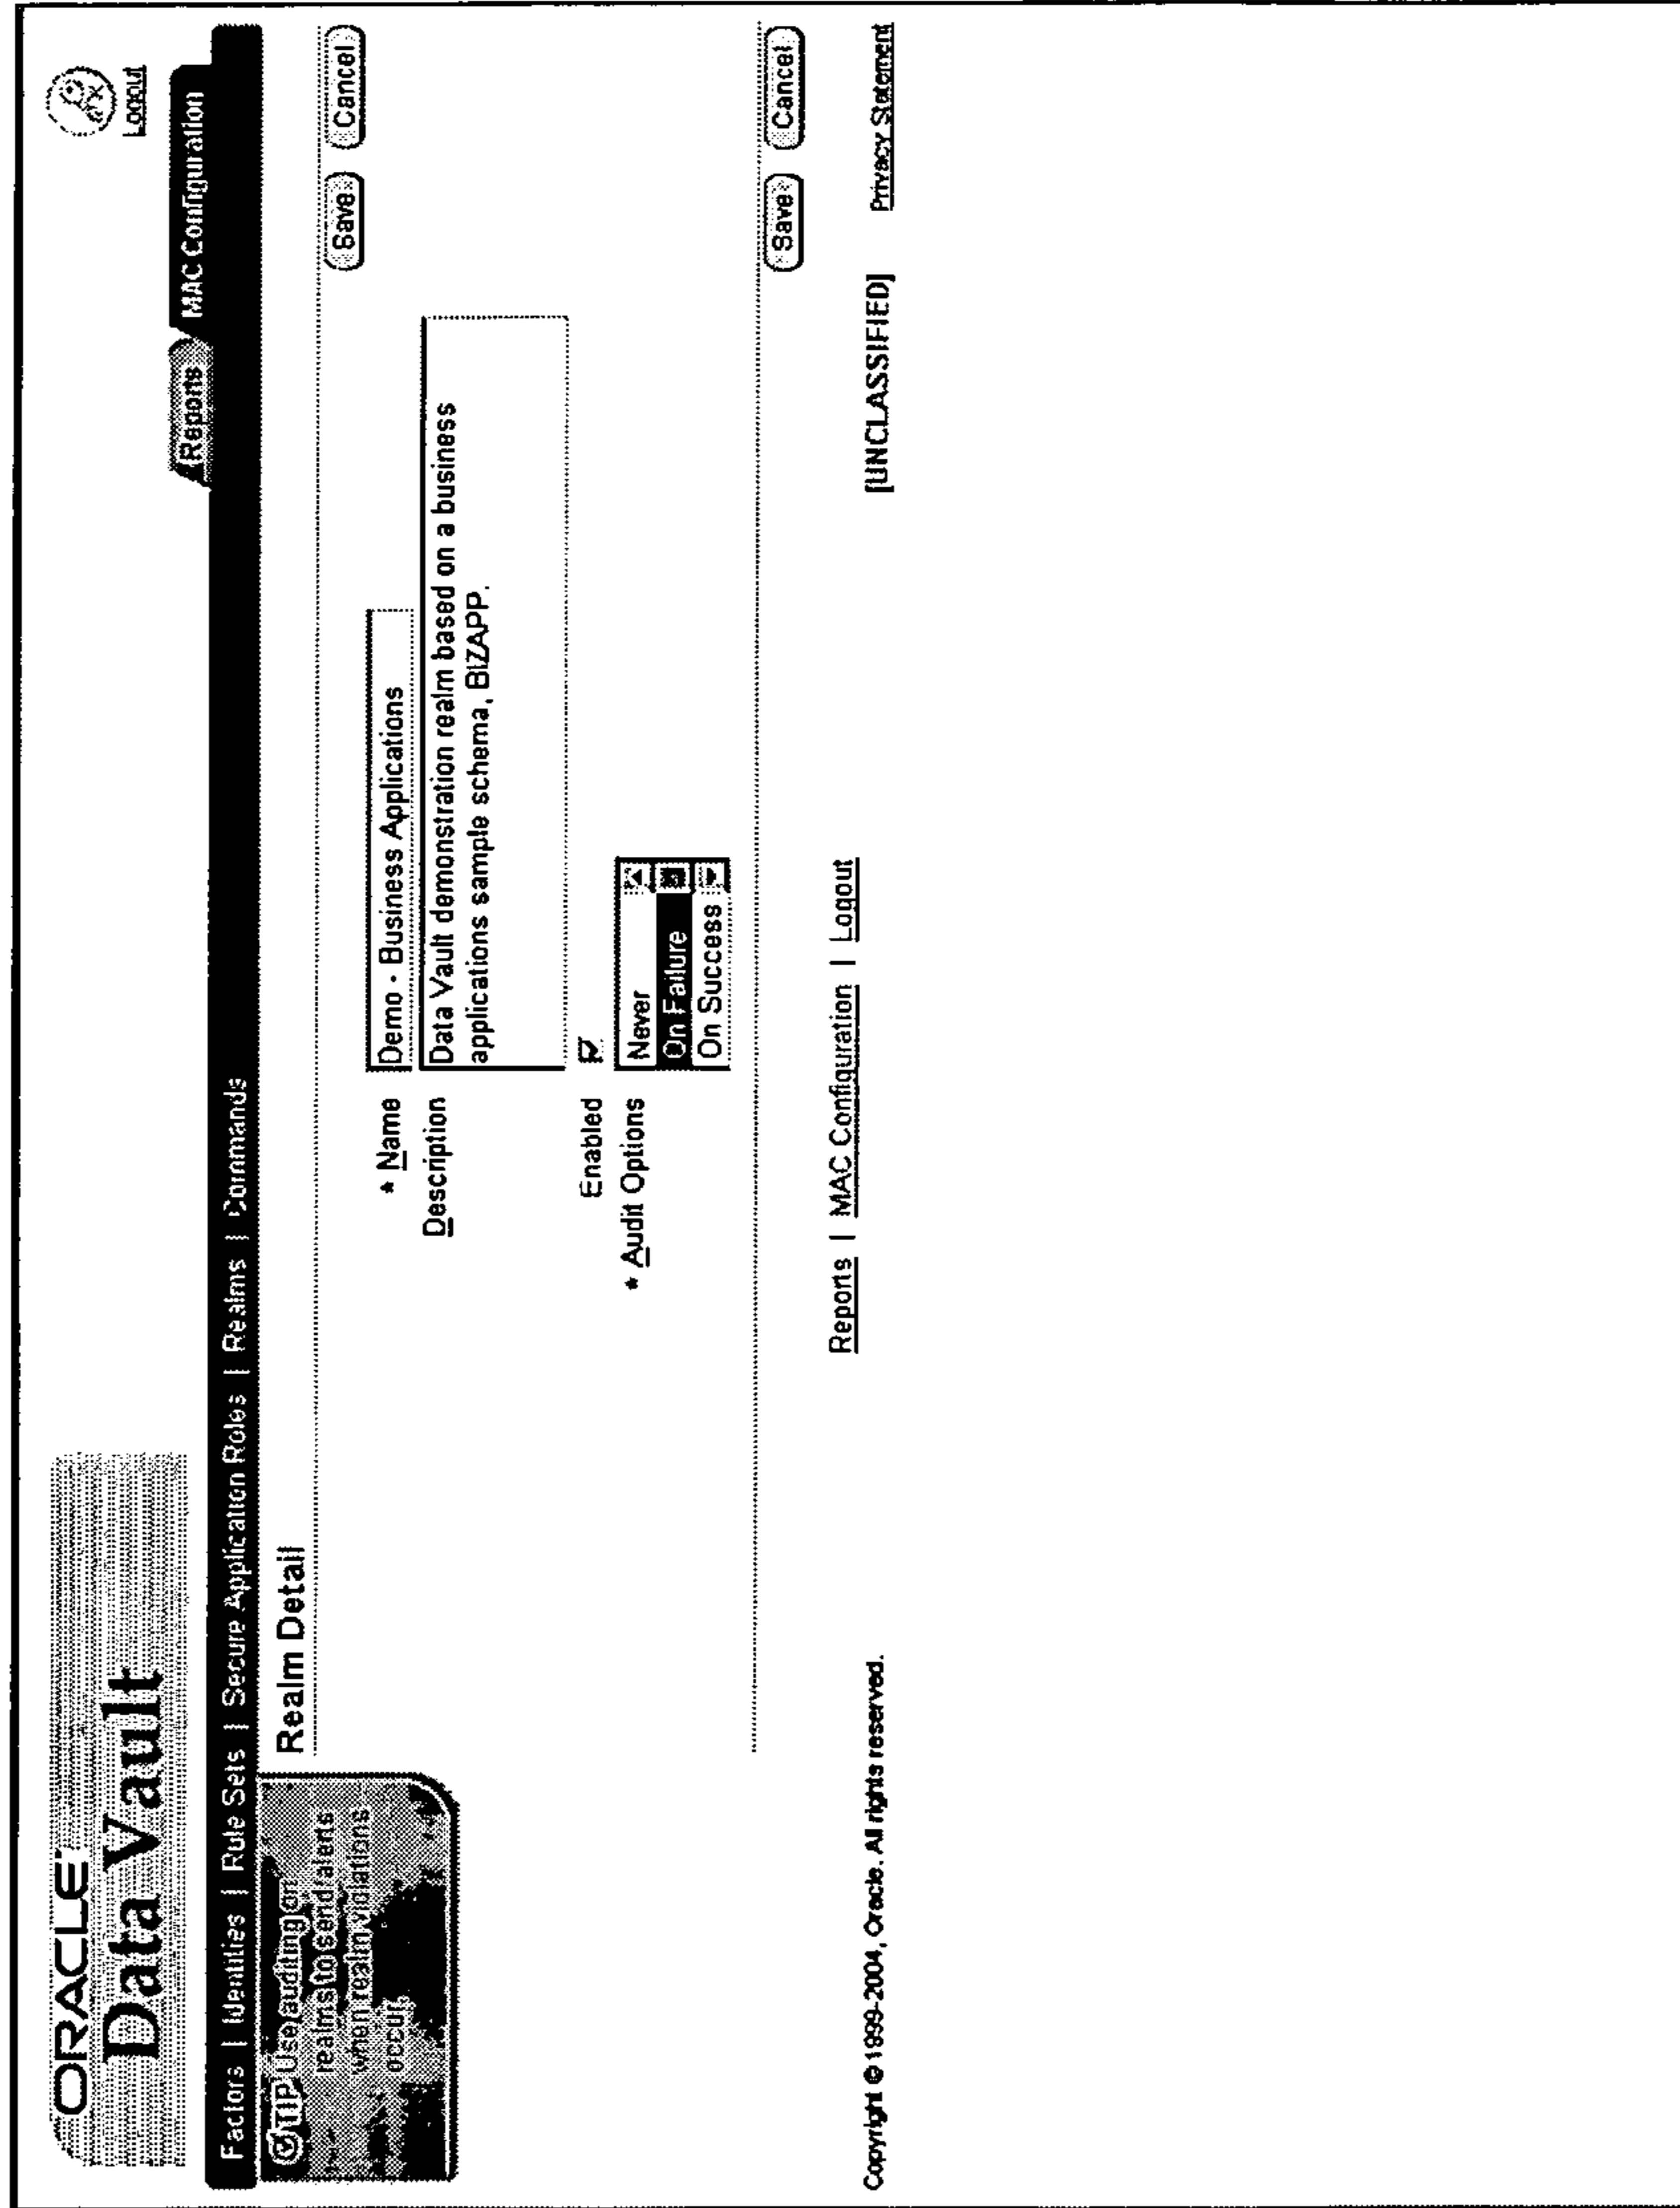 ORACLE
Data Vault
Logout
Reports
MAC Configuration
Factors | Identities | Rule Sets | Secure Application Roles | Realms | Commands
TIP Use auditing on
realms to send alerts
when realm violations
occur.
Realm Detail
Save Cancel
* Name Demo - Business Applications
Description Data Vault demonstration realm based on a business
applications sample schema, BIZAPP.
Enabled
* Audit Options Never
On Failure
On Success
Save Cancel
Reports | MAC Configuration | Logout
Copyright © 1999-2004, Oracle. All rights reserved. [UNCLASSIFIED] Privacy Statement